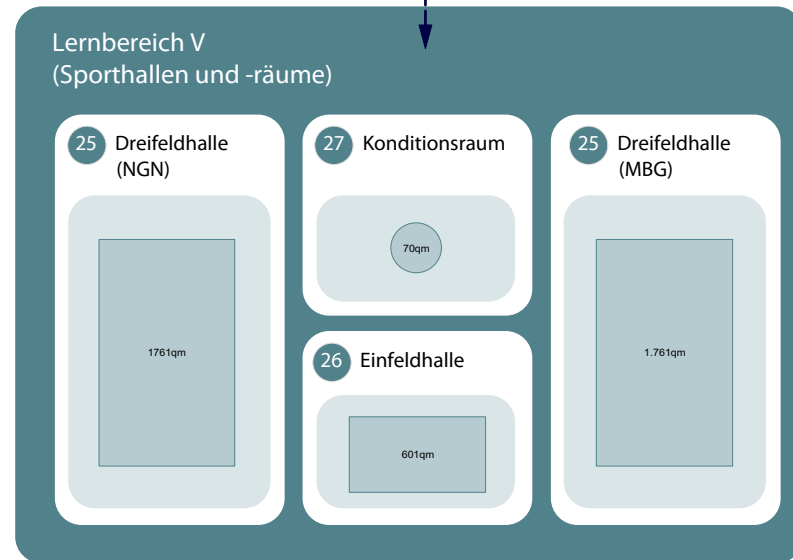 Lernbereich V
(Sporthallen und -räume)
25 Dreifeldhalle
(NGN)
1761qm
27 Konditionsraum
70qm
26 Einfeldhalle
601qm
25 Dreifeldhalle
(MBG)
1.761qm